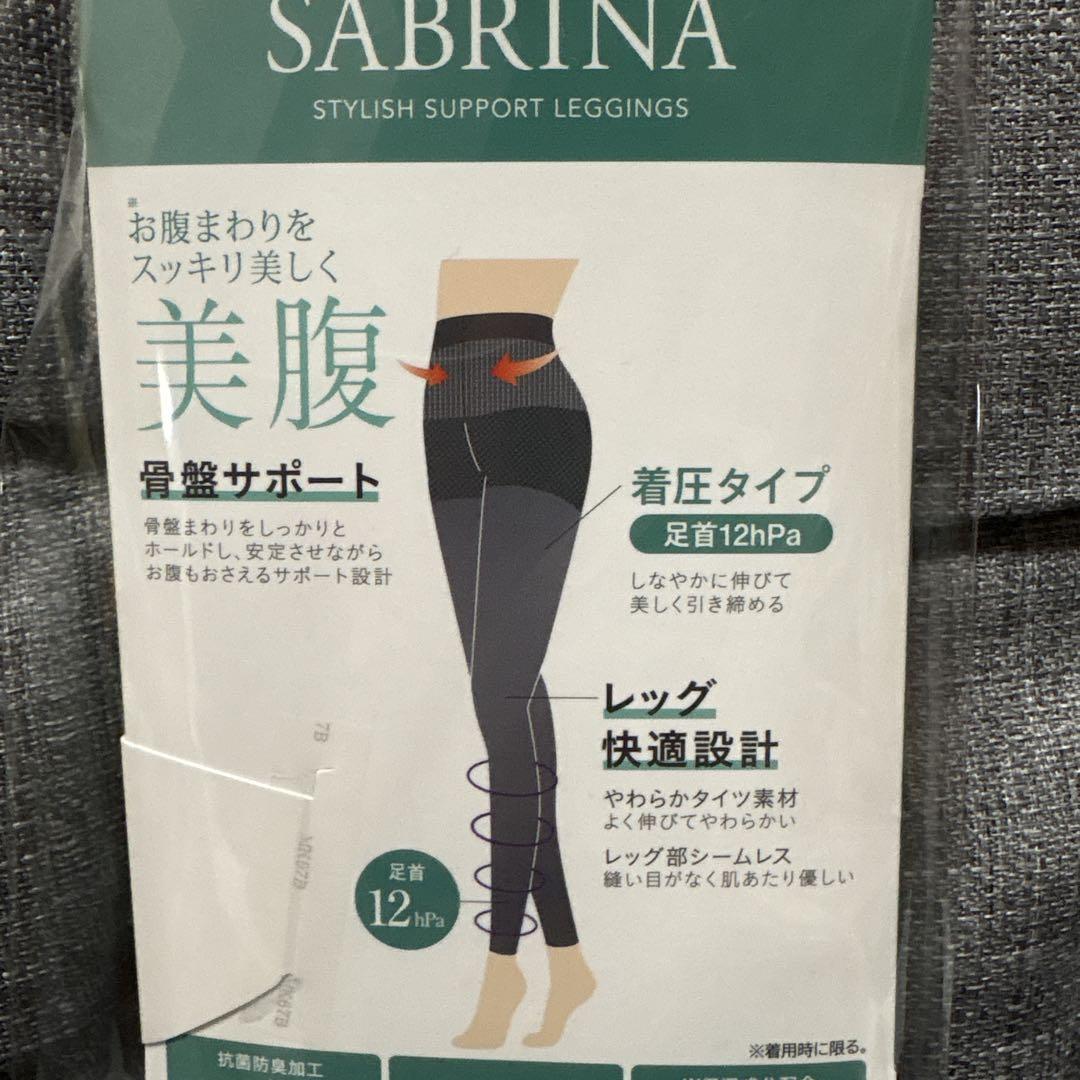 SABRINA
STYLISH SUPPORT LEGGINGS
※
お腹まわりを
スッキリ美しく
美腹
骨盤サポート
骨盤まわりをしっかりと
ホールドし、安定させながら
お腹もおさえるサポート設計
着圧タイプ
足首12hPa
しなやかに伸びて
美しく引き締める
レッグ
快適設計
やわらかタイツ素材
よく伸びてやわらかい
レッグ部シームレス
縫い目がなく肌あたり優しい
足首
12hPa
7B
※着用時に限る。
抗菌防臭加工